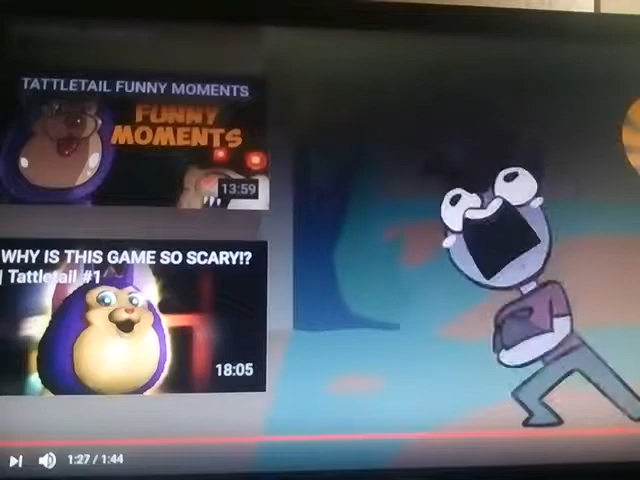 TATTLETAIL FUNNY MOMENTS
FUNNY
MOMENTS
13:59
WHY IS THIS GAME SO SCARY!?
| Tattletail #1
18:05
1:27 / 1:44